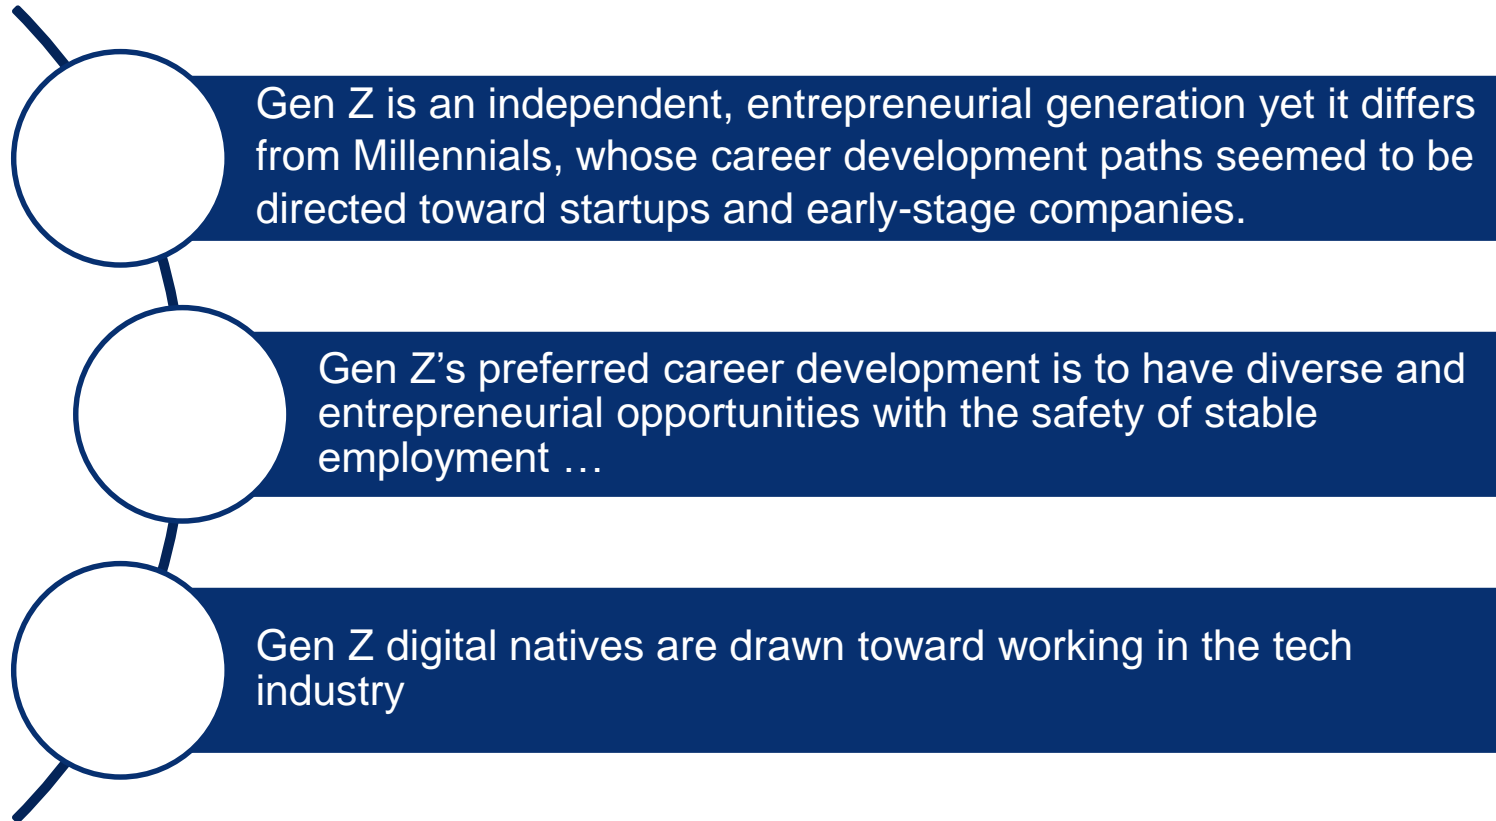 Gen Z is an independent, entrepreneurial generation yet it differs
from Millennials, whose career development paths seemed to be
directed toward startups and early-stage companies.
Gen Z’s preferred career development is to have diverse and
entrepreneurial opportunities with the safety of stable
employment …
Gen Z digital natives are drawn toward working in the tech
industry